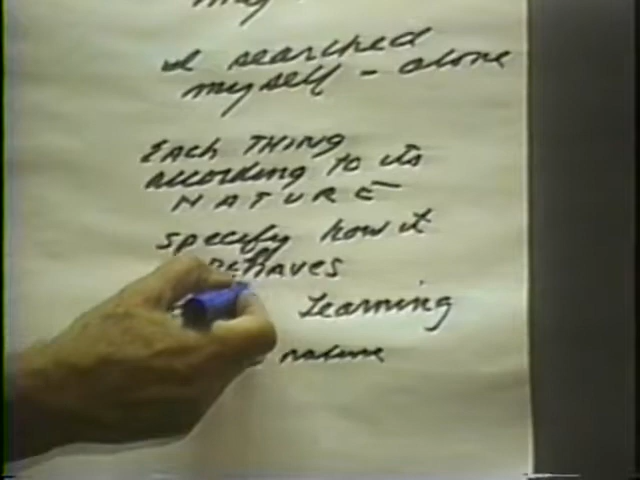 I searched
myself - alone
Each THING
according to its
NATURE
specify how it
behaves
Learning
nature